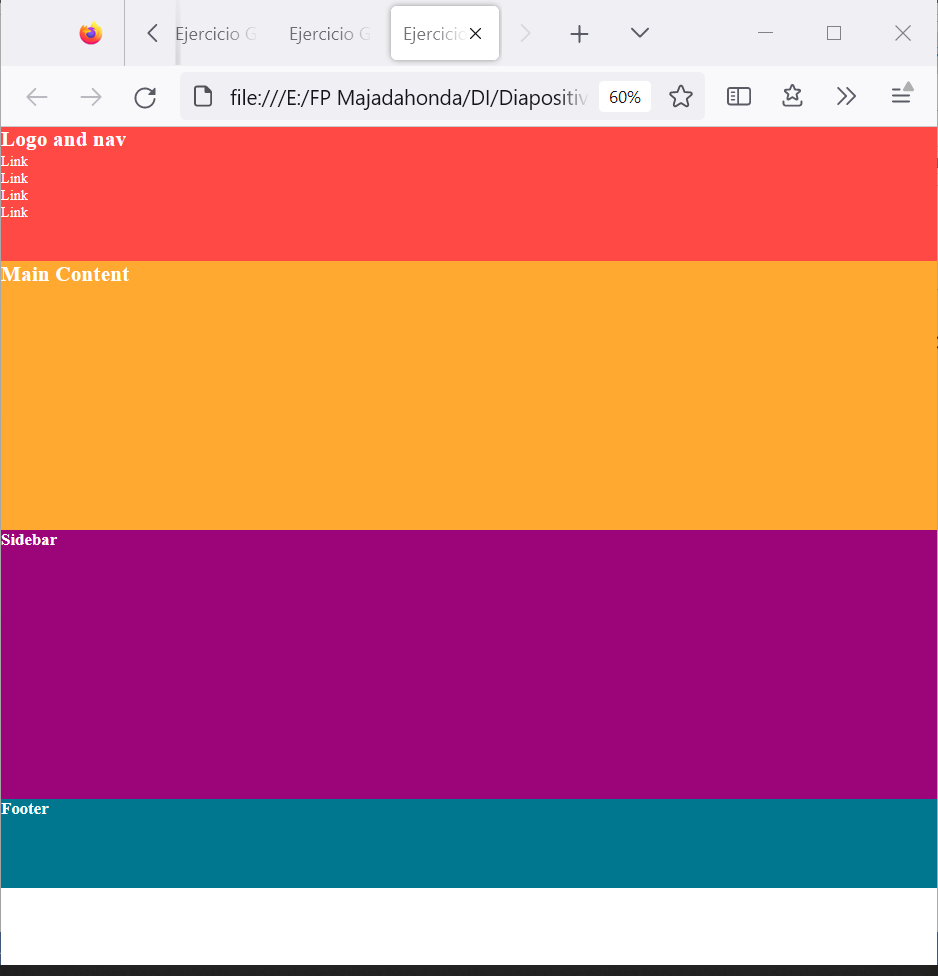 Ejercicio G
Ejercicio G
Ejercicio
file:///E:/FP Majadahonda/DI/Diapositiv
60%
Logo and nav
Link
Link
Link
Link
Main Content
Sidebar
Footer